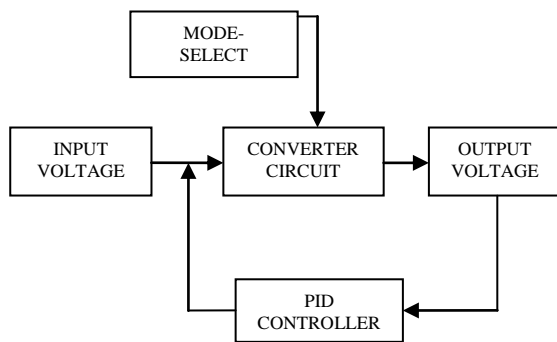 MODE-
SELECT
INPUT
VOLTAGE
CONVERTER
CIRCUIT
OUTPUT
VOLTAGE
PID
CONTROLLER